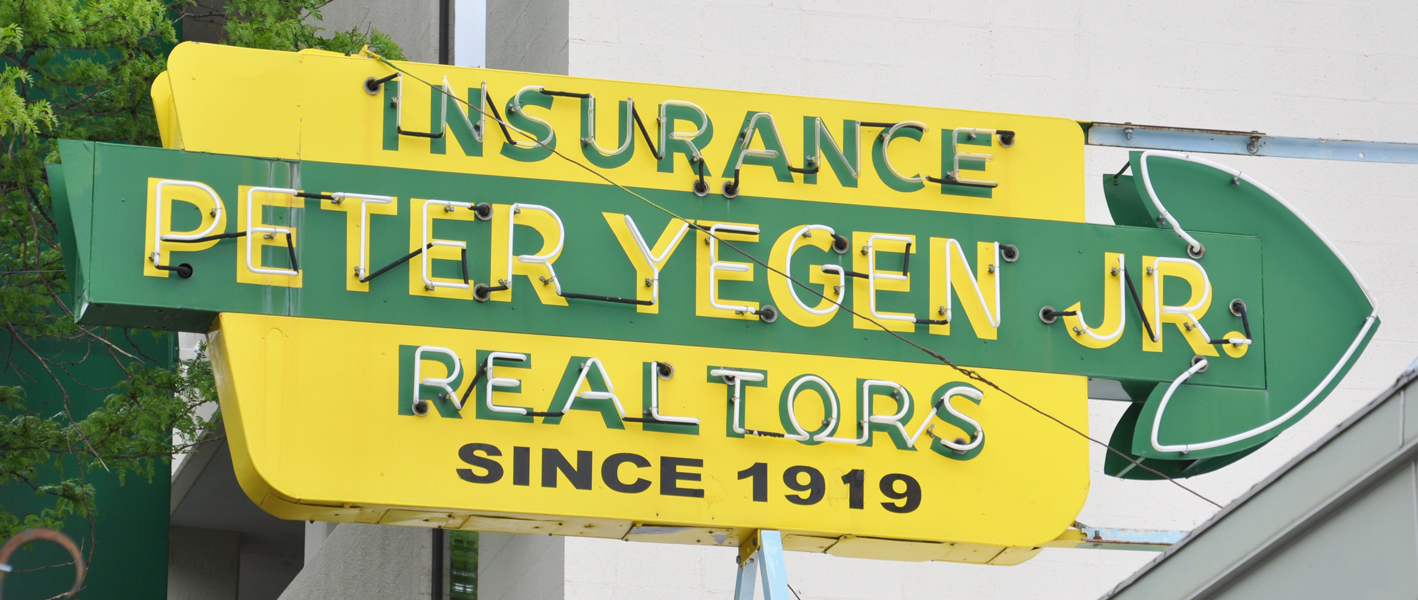 INSURANCE
PETER YEGEN JR.
REALTORS
SINCE 1919